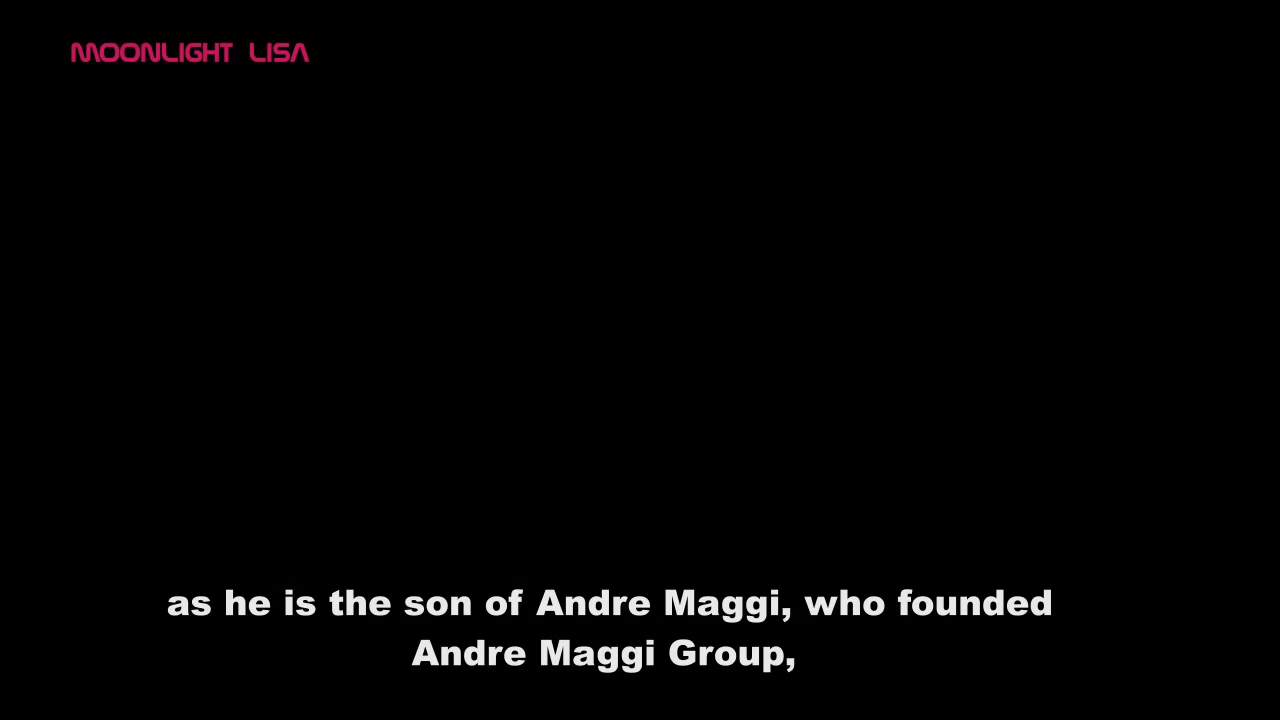 MOONLIGHT LISA
as he is the son of Andre Maggi, who founded
Andre Maggi Group,